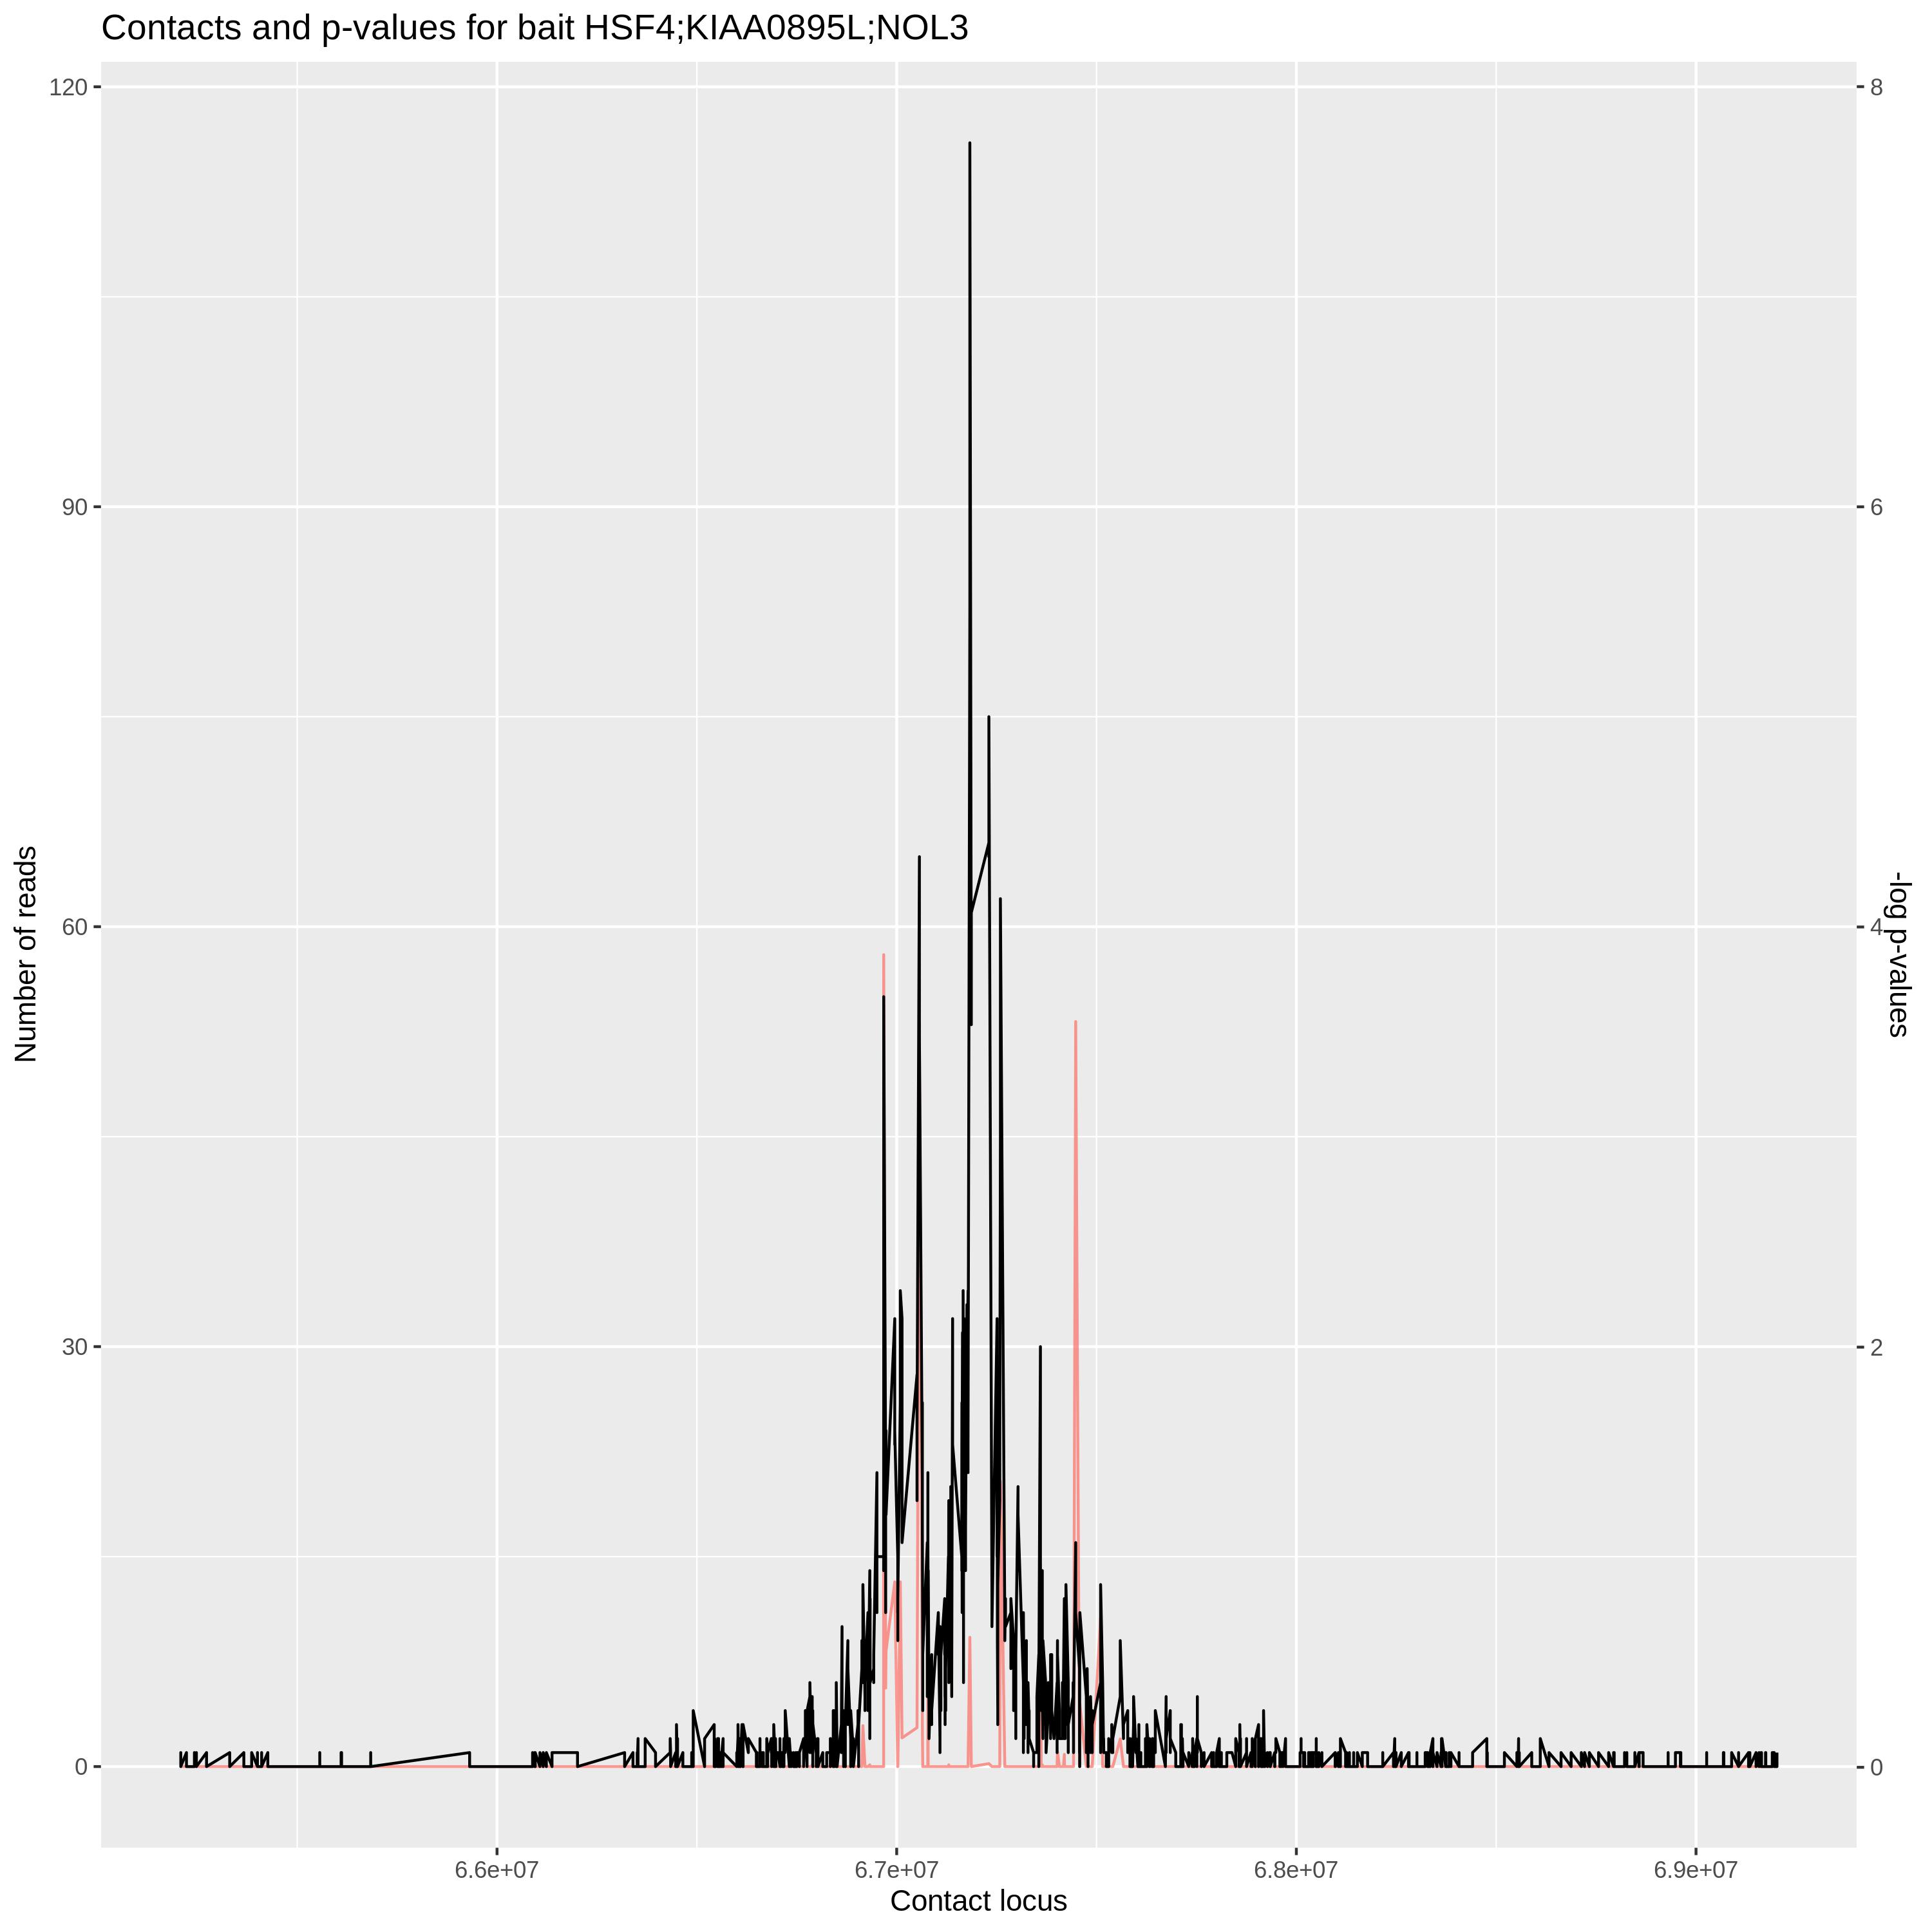 Contacts and p-values for bait HSF4;KIAA0895L;NOL3
120
90
60
30
0
Number of reads
8
6
4
2
0
-log p-values
6.6e+07
6.7e+07
6.8e+07
6.9e+07
Contact locus